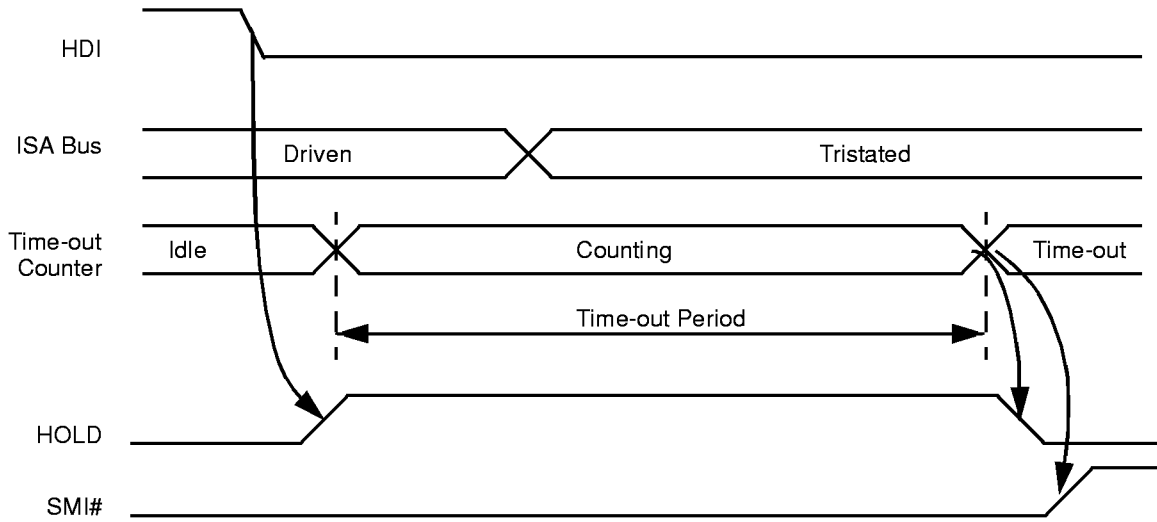 HDI
ISA Bus
Driven
Tristated
Time-out
Counter
Idle
Counting
Time-out
Time-out Period
HOLD
SMI#